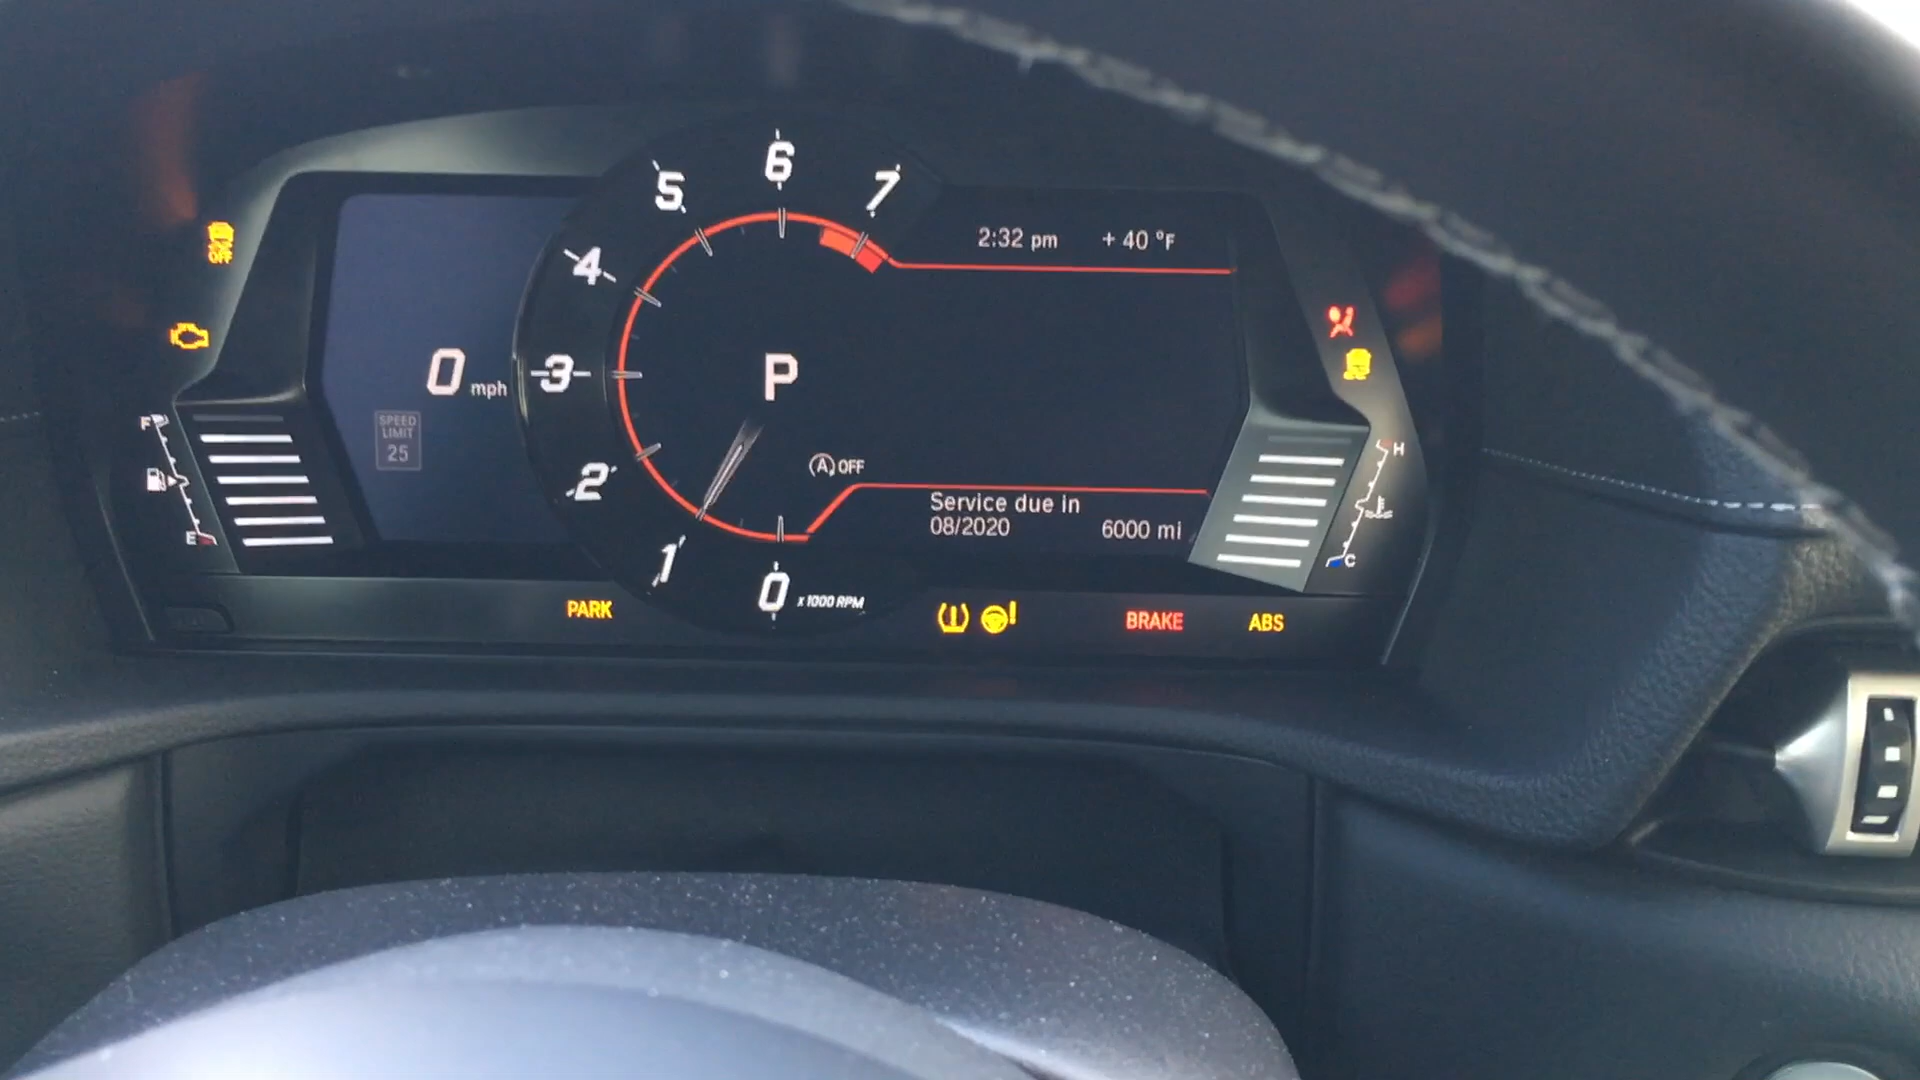 6
5
7
2:32 pm
+ 40 °F
4
OFF
0 mph
3
P
SPEED
LIMIT
25
F
H
A OFF
2
Service due in
08/2020
6000 mi
E
C
1
0
x 1000 RPM
PARK
BRAKE
ABS